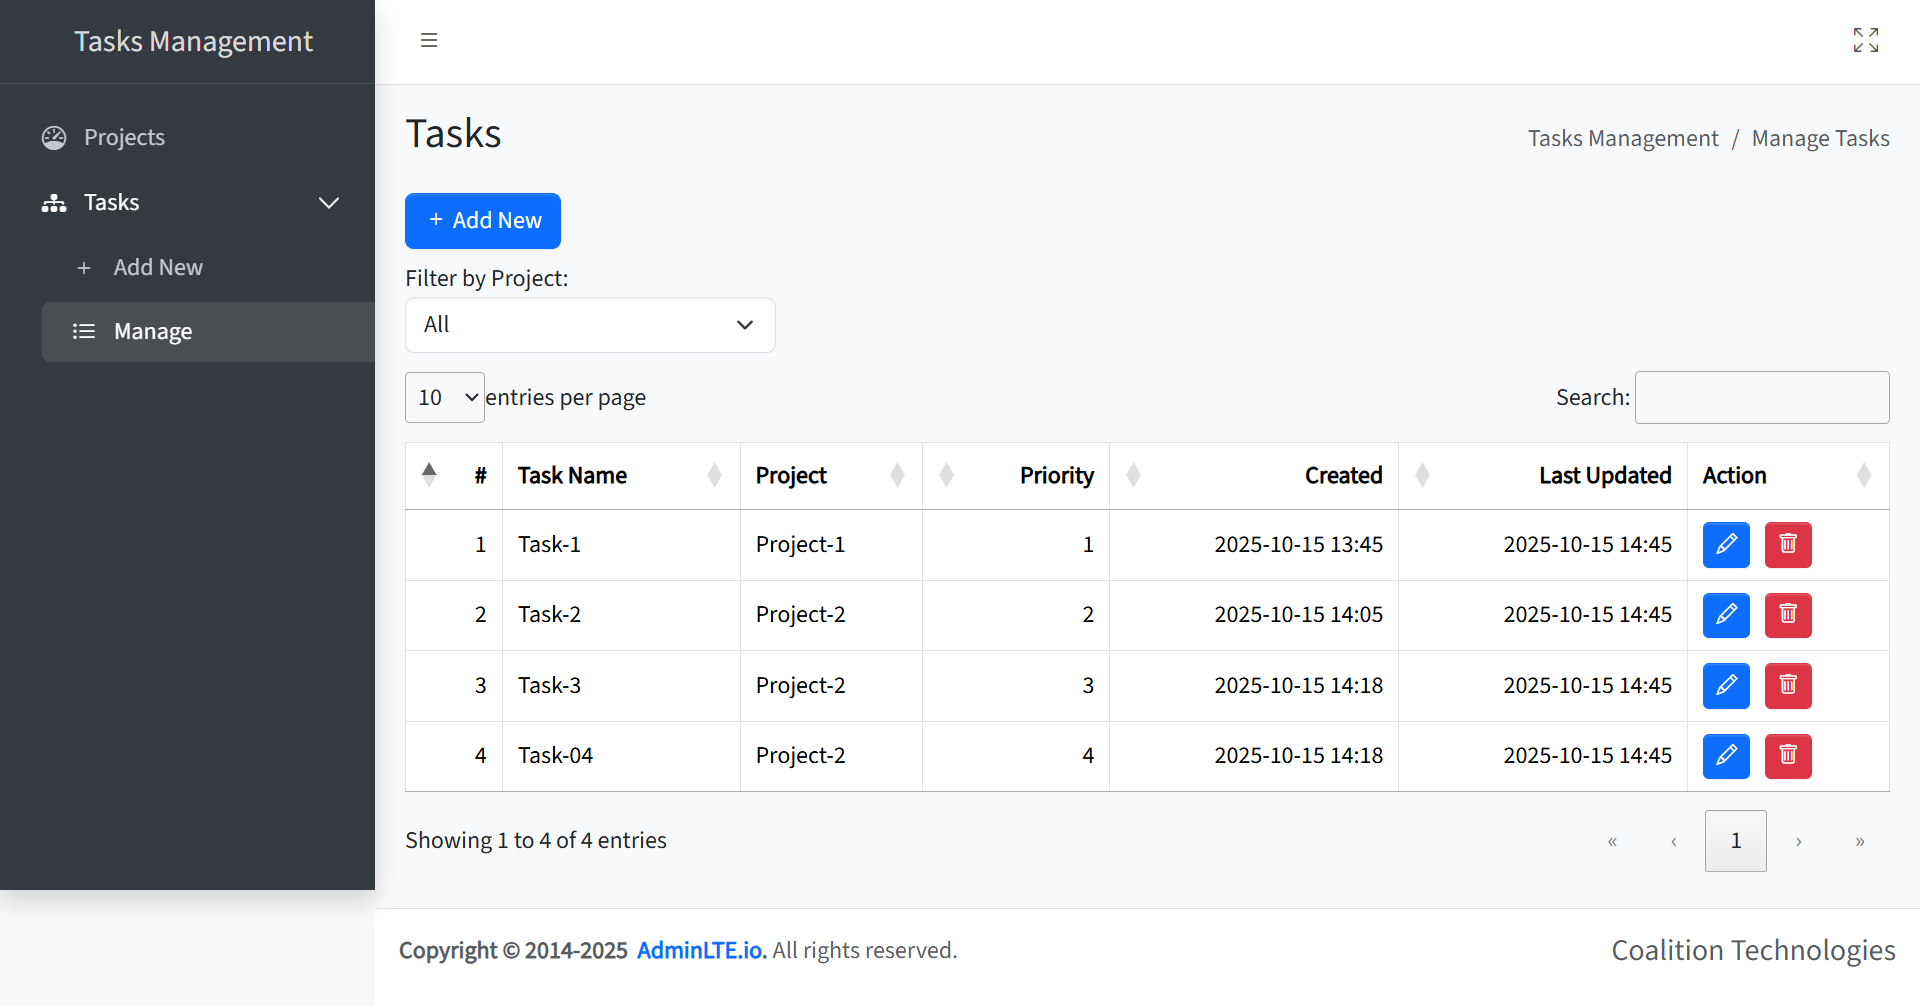 Tasks Management
Projects
Tasks
+ Add New
Manage
Tasks
Tasks Management / Manage Tasks
+ Add New
Filter by Project:
All
10 entries per page
Search:
# Task Name Project Priority Created Last Updated Action
1 Task-1 Project-1 1 2025-10-15 13:45 2025-10-15 14:45
2 Task-2 Project-2 2 2025-10-15 14:05 2025-10-15 14:45
3 Task-3 Project-2 3 2025-10-15 14:18 2025-10-15 14:45
4 Task-04 Project-2 4 2025-10-15 14:18 2025-10-15 14:45
Showing 1 to 4 of 4 entries
« ‹ 1 › »
Copyright © 2014-2025 AdminLTE.io. All rights reserved.
Coalition Technologies